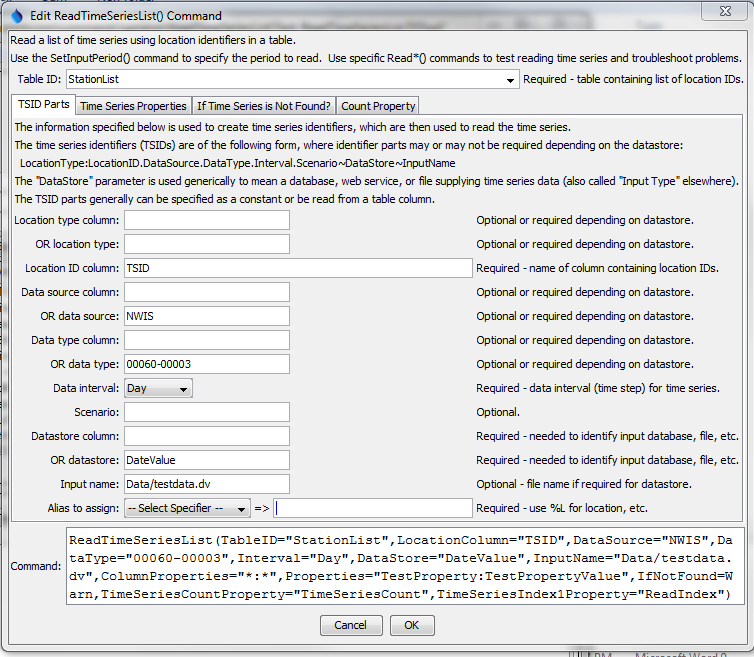 Edit ReadTimeSeriesList() Command
Read a list of time series using location identifiers in a table.
Use the SetInputPeriod() command to specify the period to read.  Use specific Read*() commands to test reading time series and troubleshoot problems.
Table ID: StationList Required - table containing list of location IDs.
TSID Parts Time Series Properties If Time Series is Not Found? Count Property
The information specified below is used to create time series identifiers, which are then used to read the time series.
The time series identifiers (TSIDs) are of the following form, where identifier parts may or may not be required depending on the datastore:
LocationType:LocationID.DataSource.DataType.Interval.Scenario~DataStore~InputName
The "DataStore" parameter is used generically to mean a database, web service, or file supplying time series data (also called "Input Type" elsewhere).
The TSID parts generally can be specified as a constant or be read from a table column.
Location type column: Optional or required depending on datastore.
OR location type: Optional or required depending on datastore.
Location ID column: TSID Required - name of column containing location IDs.
Data source column: Optional or required depending on datastore.
OR data source: NWIS Optional or required depending on datastore.
Data type column: Optional or required depending on datastore.
OR data type: 00060-00003 Optional or required depending on datastore.
Data interval: Day Required - data interval (time step) for time series.
Scenario: Optional.
Datastore column: Required - needed to identify input database, file, etc.
OR datastore: DateValue Required - needed to identify input database, file, etc.
Input name: Data/testdata.dv Optional - file name if required for datastore.
Alias to assign: -- Select Specifier -- => Required - use %L for location, etc.
Command: ReadTimeSeriesList(TableID="StationList",LocationColumn="TSID",DataSource="NWIS",Da
taType="00060-00003",Interval="Day",DataStore="DateValue",InputName="Data/testdata.
dv",ColumnProperties="*:*",Properties="TestProperty:TestPropertyValue",IfNotFound=W
arn,TimeSeriesCountProperty="TimeSeriesCount",TimeSeriesIndex1Property="ReadIndex")
Cancel OK